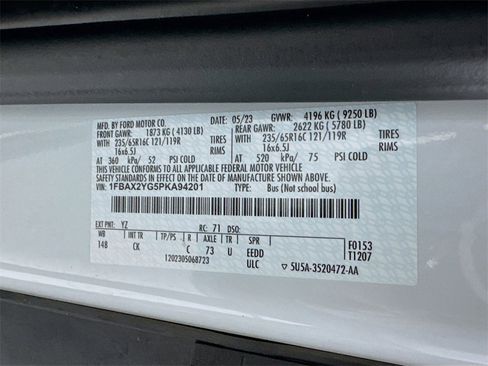 MFD. BY FORD MOTOR CO. 05/23 GVWR: 4196 KG ( 9250 LB)
FRONT GAWR: 1873 KG ( 4130 LB) REAR GAWR: 2622 KG ( 5780 LB)
WITH 235/65R16C 121/119R TIRES WITH 235/65R16C 121/119R TIRES
16x6.5J RIMS 16x6.5J RIMS
AT 360 kPa/ 52 PSI COLD AT 520 kPa/ 75 PSI COLD
THIS VEHICLE CONFORMS TO ALL APPLICABLE FEDERAL MOTOR VEHICLE
SAFETY STANDARDS IN EFFECT ON THE DATE OF MANUFACTURE SHOWN ABOVE.
VIN: 1FBAX2YG5PKA94201 TYPE: Bus (Not School bus)
EXT PNT: YZ RC: 71 DSO:
WB INT TR TP/PS R AXLE TR SPR
148 CK C 73 U EEDD F0153
ULC T1207
1202305068723 5U5A-3520472-AA